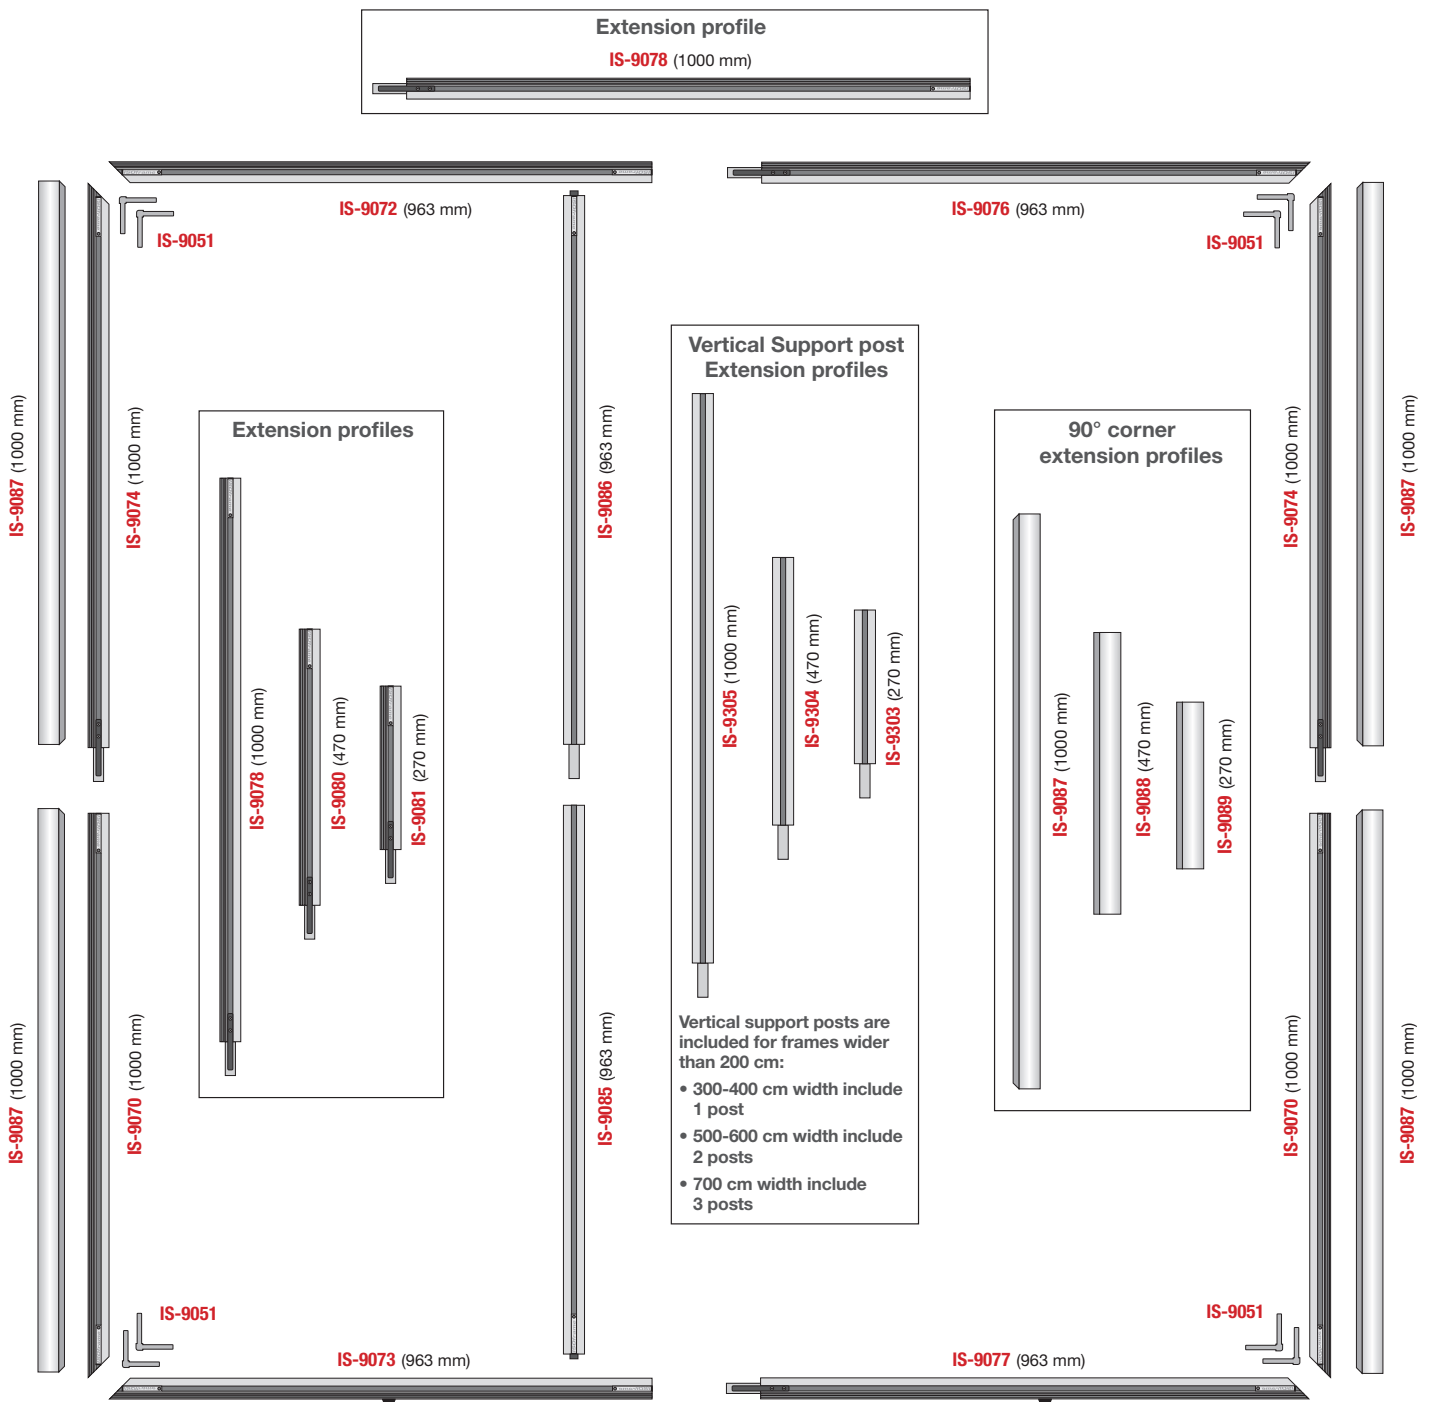 Extension profile
IS-9078 (1000 mm)
IS-9072 (963 mm)
IS-9076 (963 mm)
IS-9051
IS-9051
IS-9087 (1000 mm)
IS-9074 (1000 mm)
IS-9086 (963 mm)
IS-9074 (1000 mm)
IS-9087 (1000 mm)
Extension profiles
IS-9078 (1000 mm)
IS-9080 (470 mm)
IS-9081 (270 mm)
Vertical Support post
Extension profiles
IS-9305 (1000 mm)
IS-9304 (470 mm)
IS-9303 (270 mm)
Vertical support posts are
included for frames wider
than 200 cm:
• 300-400 cm width include
1 post
• 500-600 cm width include
2 posts
• 700 cm width include
3 posts
90° corner
extension profiles
IS-9087 (1000 mm)
IS-9088 (470 mm)
IS-9089 (270 mm)
IS-9087 (1000 mm)
IS-9070 (1000 mm)
IS-9085 (963 mm)
IS-9070 (1000 mm)
IS-9087 (1000 mm)
IS-9051
IS-9051
IS-9073 (963 mm)
IS-9077 (963 mm)